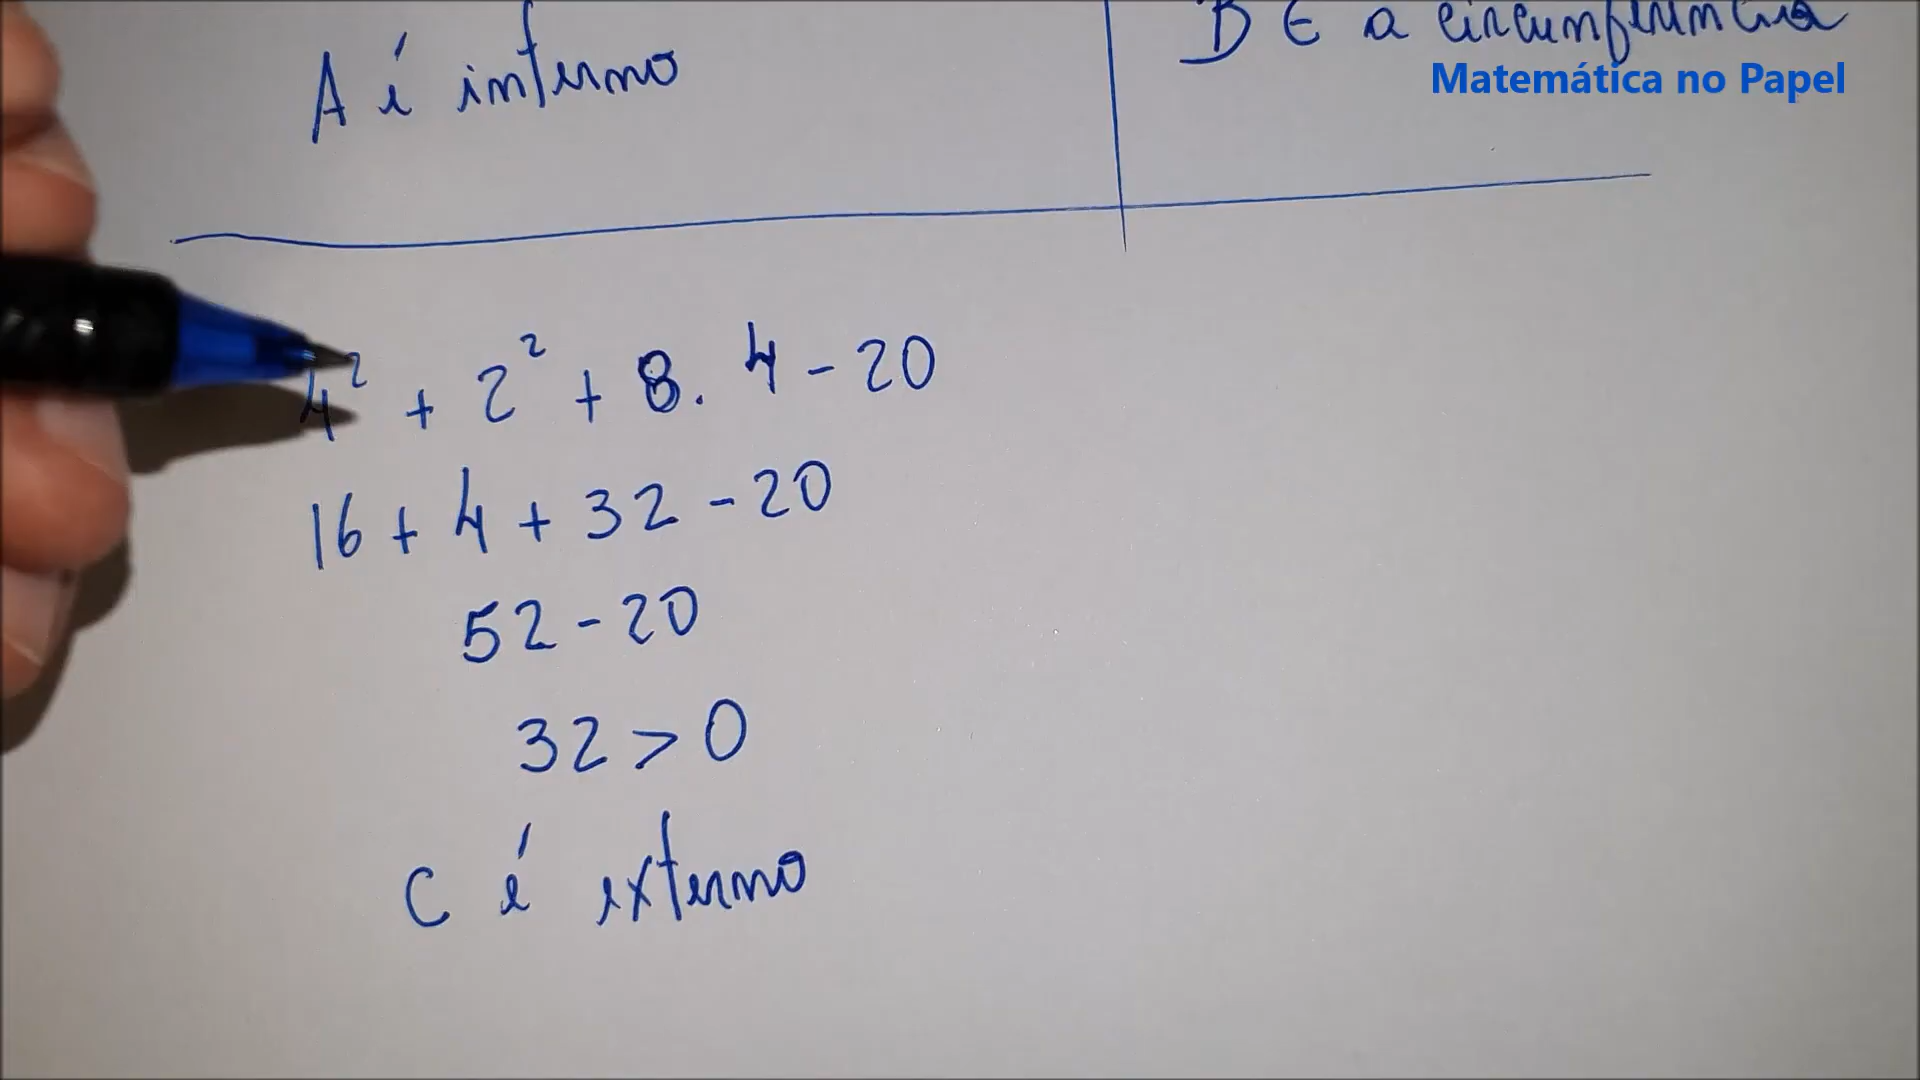 A é interno
B ∈ a circunferência
Matemática no Papel
4² + 2² + 8 . 4 - 20
16 + 4 + 32 - 20
52 - 20
32 > 0
C é externo